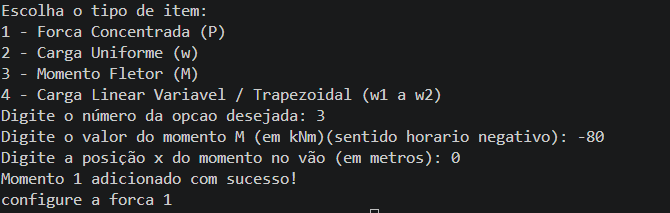 Escolha o tipo de item:
1 - Forca Concentrada (P)
2 - Carga Uniforme (w)
3 - Momento Fletor (M)
4 - Carga Linear Variavel / Trapezoidal (w1 a w2)
Digite o número da opcao desejada: 3
Digite o valor do momento M (em kNm)(sentido horario negativo): -80
Digite a posição x do momento no vão (em metros): 0
Momento 1 adicionado com sucesso!
configure a forca 1